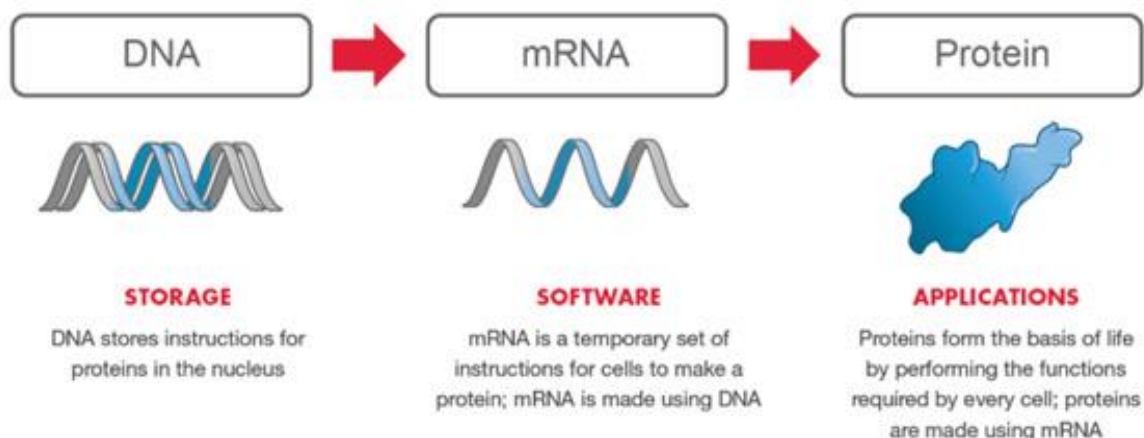 DNA
mRNA
Protein
STORAGE
DNA stores instructions for
proteins in the nucleus
SOFTWARE
mRNA is a temporary set of
instructions for cells to make a
protein; mRNA is made using DNA
APPLICATIONS
Proteins form the basis of life
by performing the functions
required by every cell; proteins
are made using mRNA